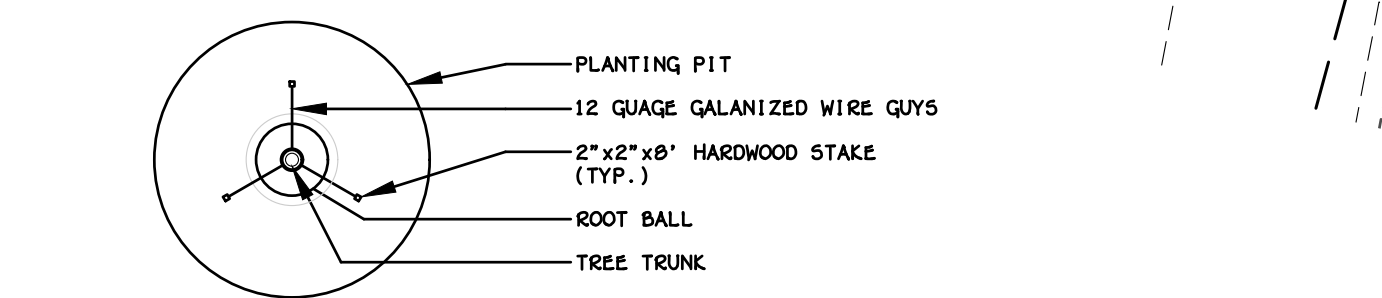 PLANTING PIT
12 GUAGE GALANIZED WIRE GUYS
2"x2"x8' HARDWOOD STAKE
(TYP.)
ROOT BALL
TREE TRUNK